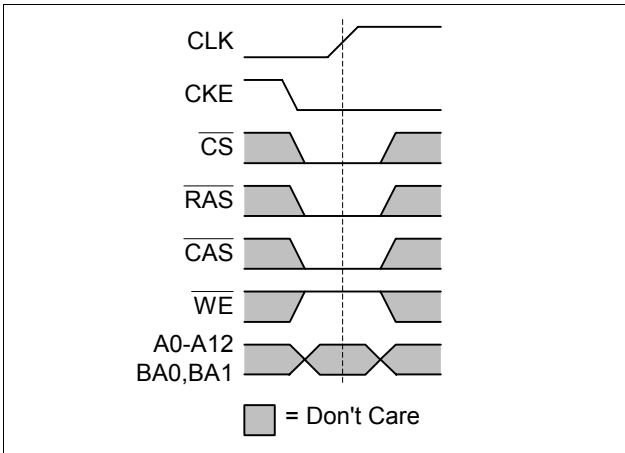 CLK
CKE
CS
RAS
CAS
WE
A0-A12
BA0,BA1
= Don't Care